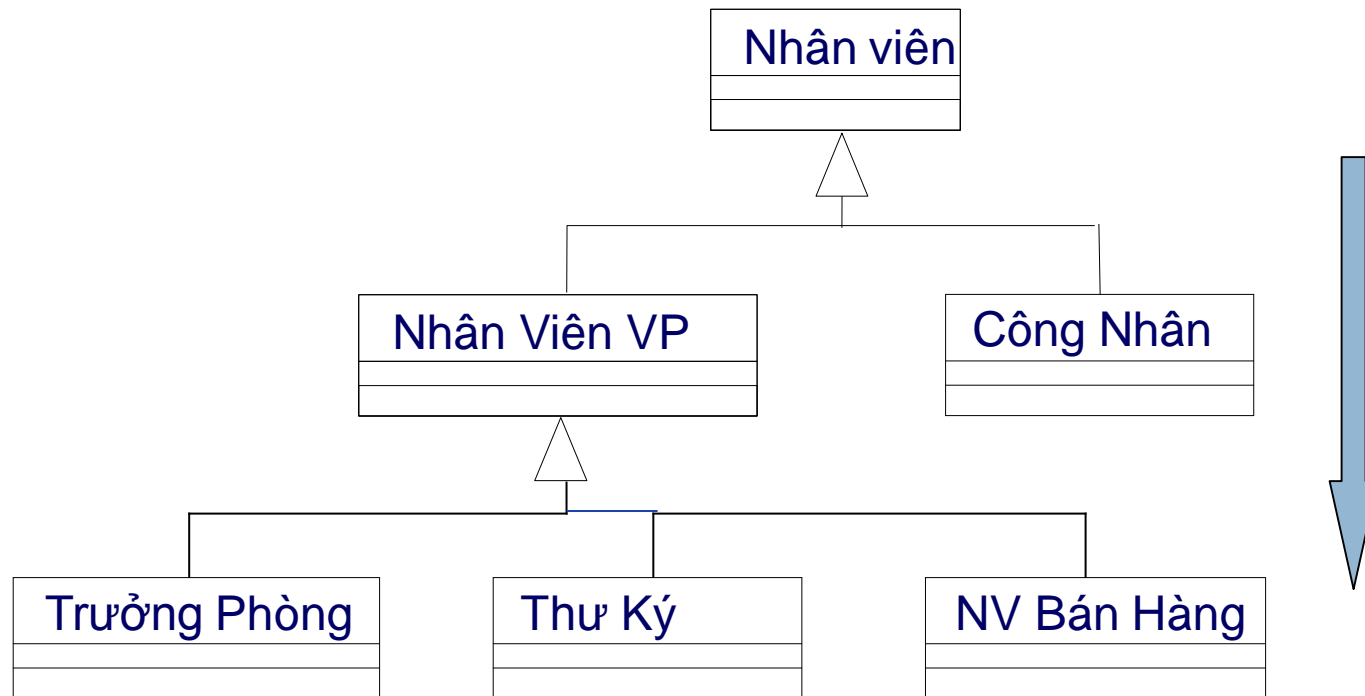 Nhân viên
Nhân Viên VP
Công Nhân
Trưởng Phòng
Thư Ký
NV Bán Hàng